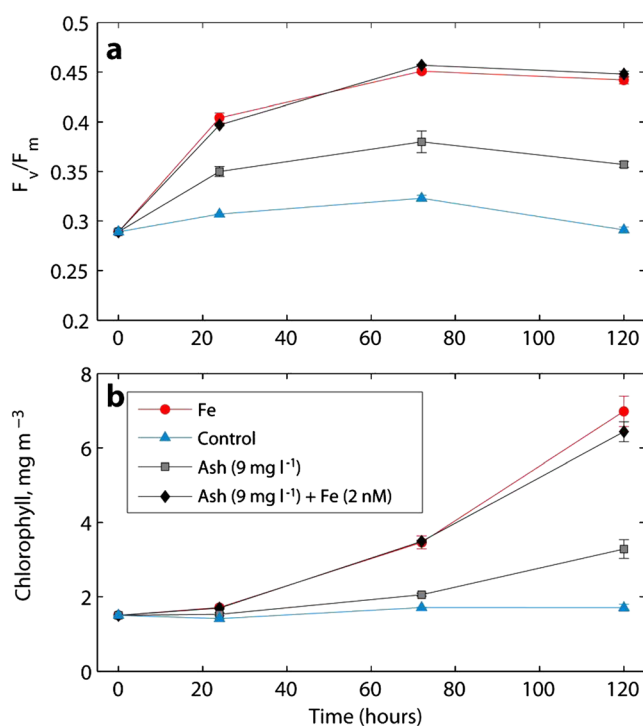 a
0.5
0.45
0.4
0.35
0.3
0.25
0.2
Fv/Fm
0 20 40 60 80 100 120
b
8
6
4
2
0
Chlorophyll, mg m⁻³
Fe
Control
Ash (9 mg l⁻¹)
Ash (9 mg l⁻¹) + Fe (2 nM)
0 20 40 60 80 100 120
Time (hours)